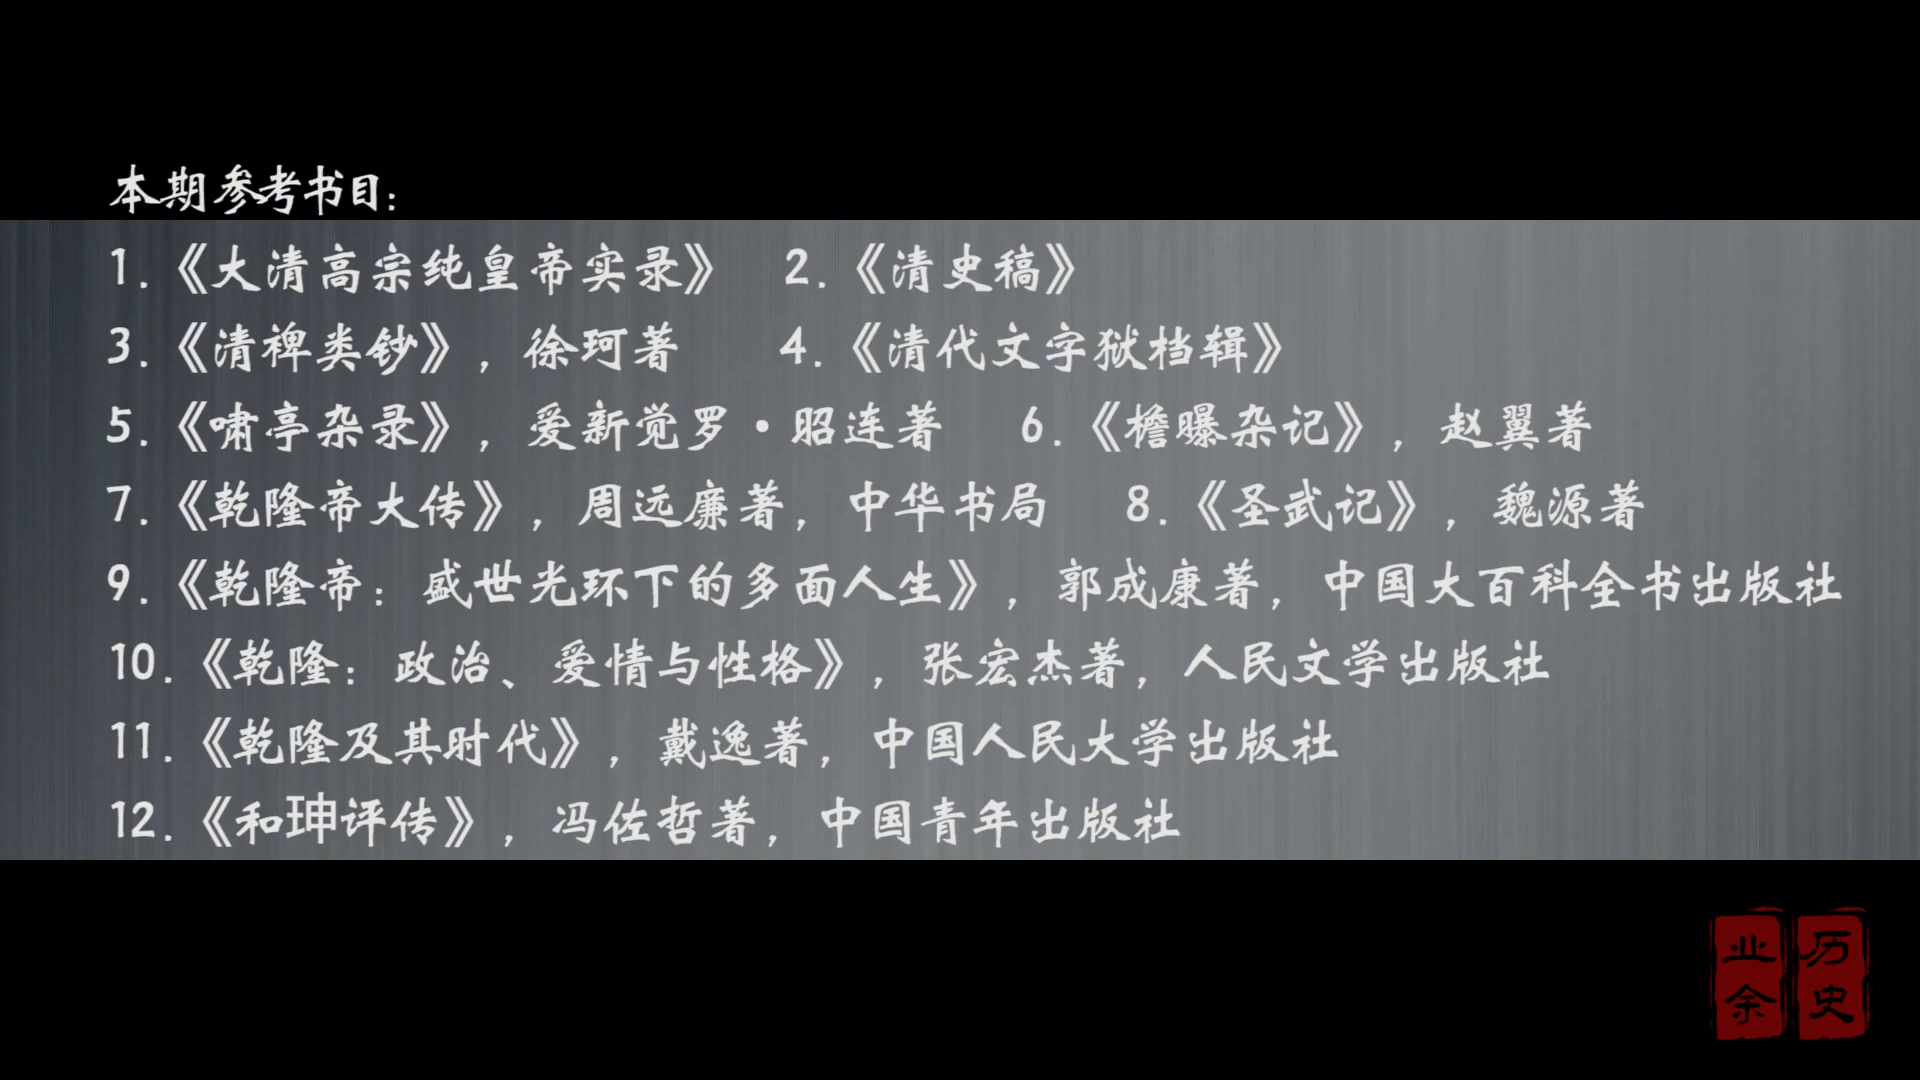 本期参考书目：
1.《大清高宗纯皇帝实录》 2.《清史稿》
3.《清稗类钞》，徐珂著 4.《清代文字狱档辑》
5.《啸亭杂录》，爱新觉罗·昭连著 6.《檐曝杂记》，赵翼著
7.《乾隆帝大传》，周远廉著，中华书局 8.《圣武记》，魏源著
9.《乾隆帝：盛世光环下的多面人生》，郭成康著，中国大百科全书出版社
10.《乾隆：政治、爱情与性格》，张宏杰著，人民文学出版社
11.《乾隆及其时代》，戴逸著，中国人民大学出版社
12.《和珅评传》，冯佐哲著，中国青年出版社
历史
业余